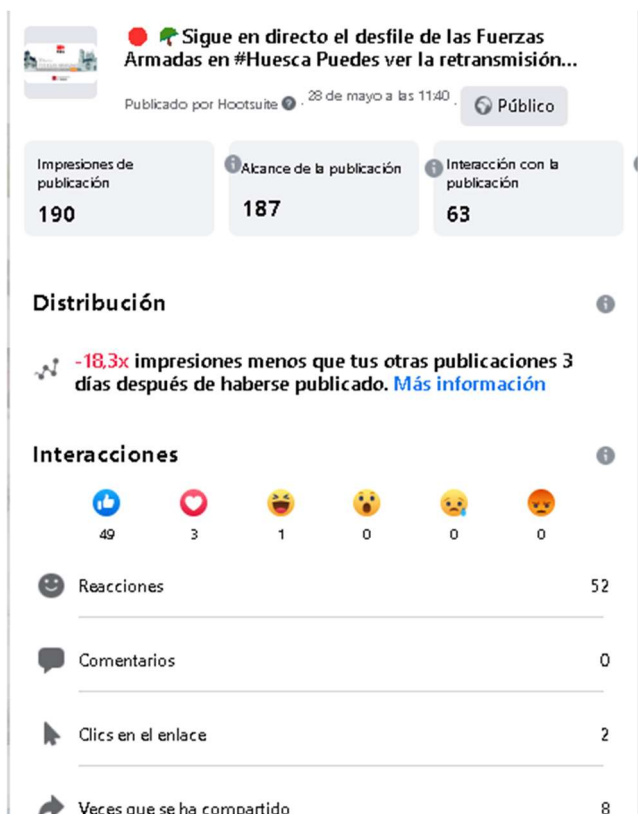 Sigue en directo el desfile de las Fuerzas
Armadas en #Huesca Puedes ver la retransmisión...
Publicado por Hootsuite . 28 de mayo a las 11:40 . Público
Impresiones de
publicación
190
Alcance de la publicación
187
Interacción con la
publicación
63
Distribución
-18,3x impresiones menos que tus otras publicaciones 3
días después de haberse publicado. Más información
Interacciones
49 3 1 0 0 0
Reacciones 52
Comentarios 0
Clics en el enlace 2
Veces que se ha compartido 8